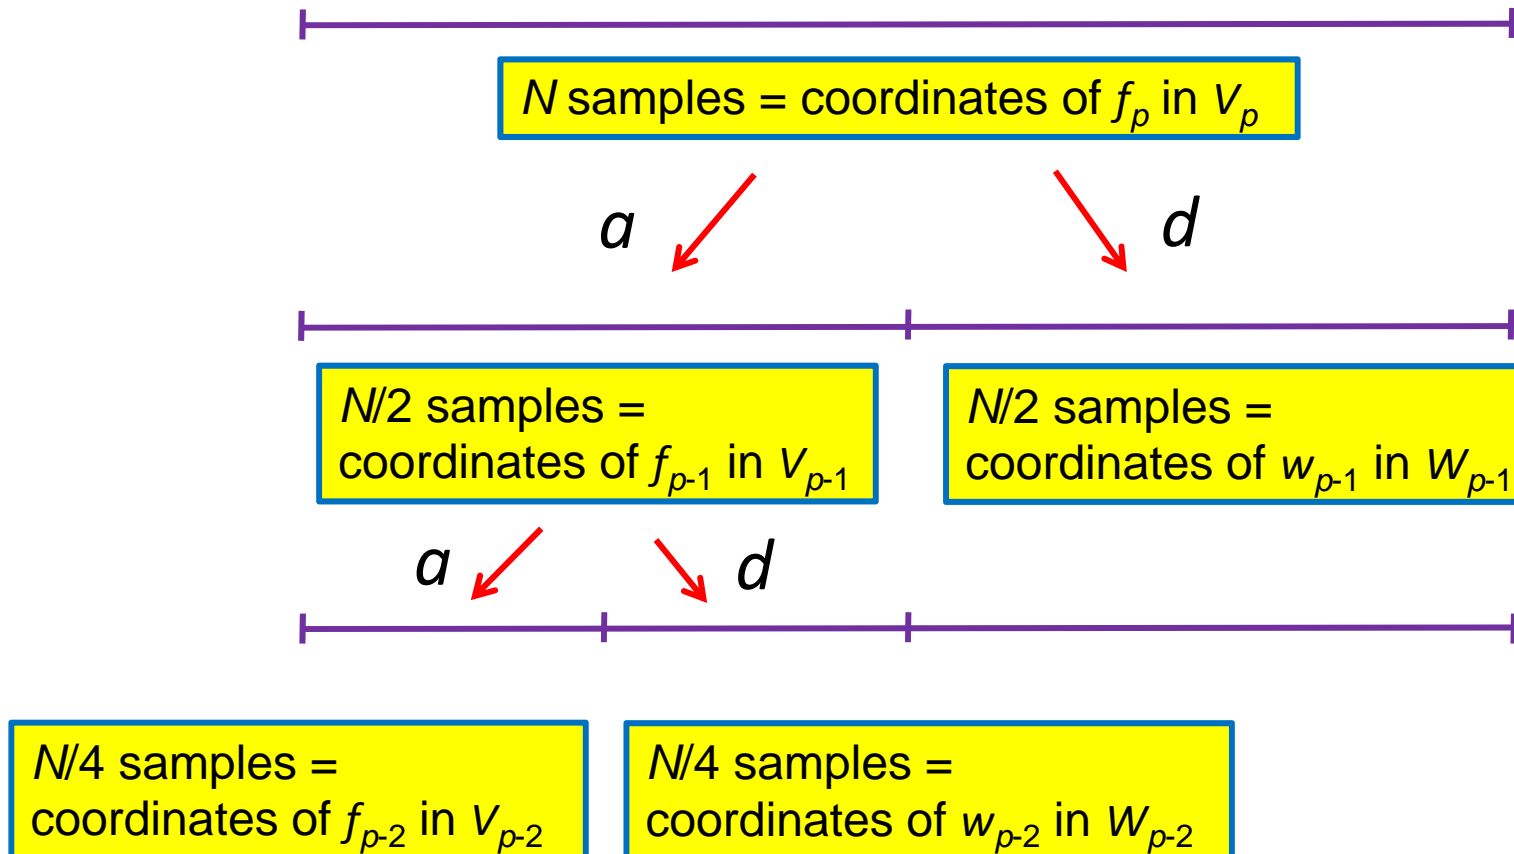 N samples = coordinates of fp in Vp
a
d
N/2 samples =
coordinates of fp-1 in Vp-1
N/2 samples =
coordinates of wp-1 in Wp-1
a
d
N/4 samples =
coordinates of fp-2 in Vp-2
N/4 samples =
coordinates of wp-2 in Wp-2